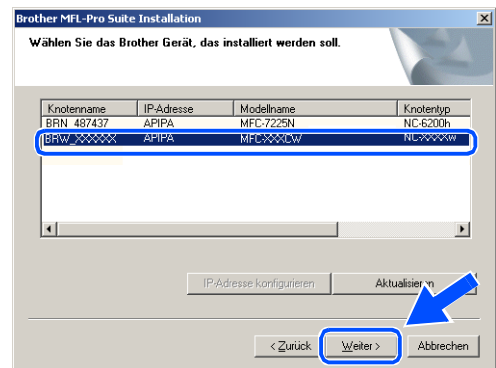 Brother MFL-Pro Suite Installation
Wählen Sie das Brother Gerät, das installiert werden soll.
Knotenname IP-Adresse Modellname Knotentyp
BRN_487437 APIPA MFC-7225N NC-6200h
BRW_XXXXXX APIPA MFC-XXXCW NC-XXXXw
IP-Adresse konfigurieren Aktualisieren
< Zurück Weiter > Abbrechen